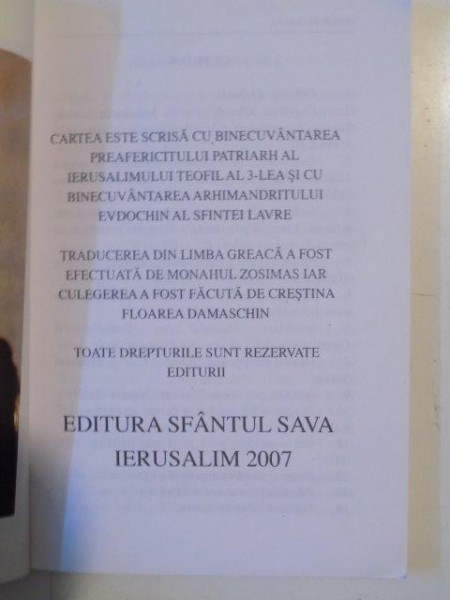 CARTEA ESTE SCRISĂ CU BINECUVÂNTAREA
PREAFERICITULUI PATRIARH AL
IERUSALIMULUI TEOFIL AL 3-LEA ȘI CU
BINECUVÂNTAREA ARHIMANDRITULUI
EVDOCHIN AL SFINTEI LAVRE
TRADUCEREA DIN LIMBA GREACĂ A FOST
EFECTUATĂ DE MONAHUL ZOSIMAS IAR
CULEGEREA A FOST FĂCUTĂ DE CREȘTINA
FLOAREA DAMASCHIN
TOATE DREPTURILE SUNT REZERVATE
EDITURII
EDITURA SFÂNTUL SAVA
IERUSALIM 2007